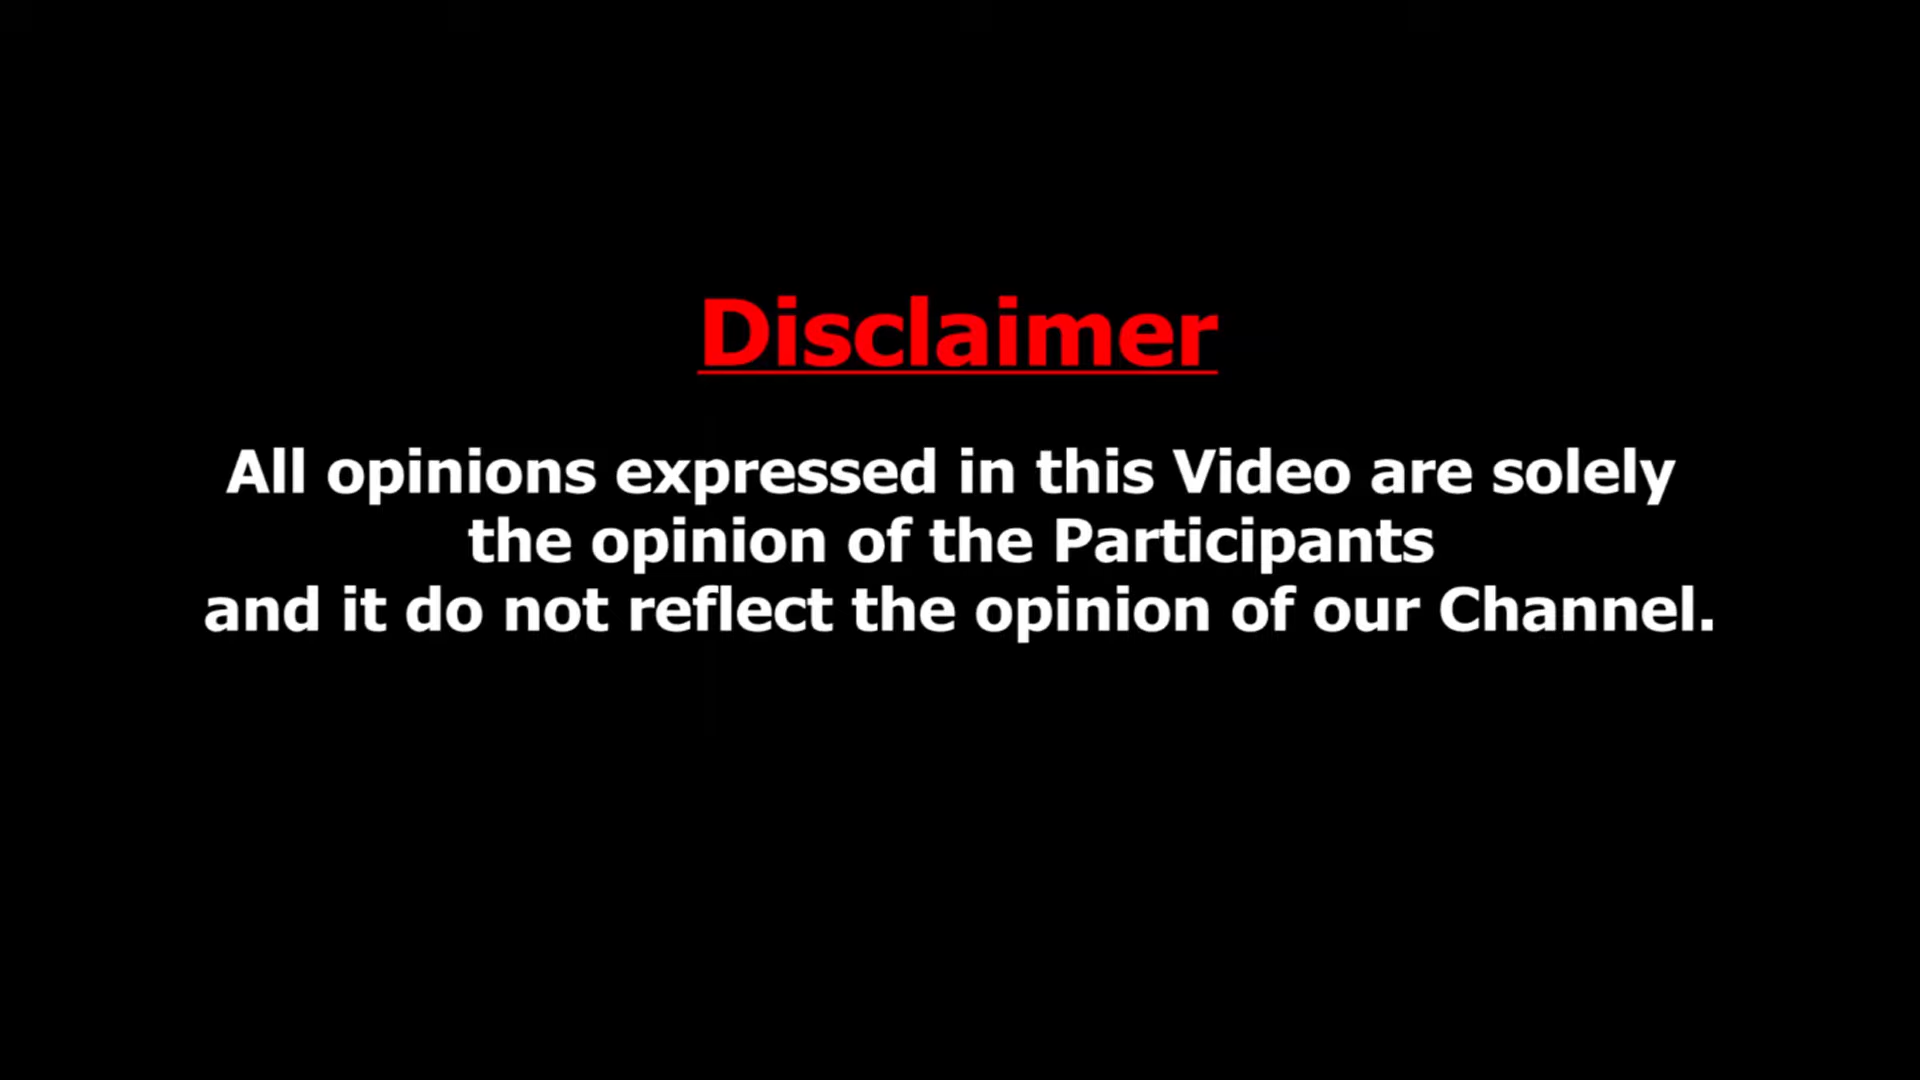 Disclaimer
All opinions expressed in this Video are solely
the opinion of the Participants
and it do not reflect the opinion of our Channel.